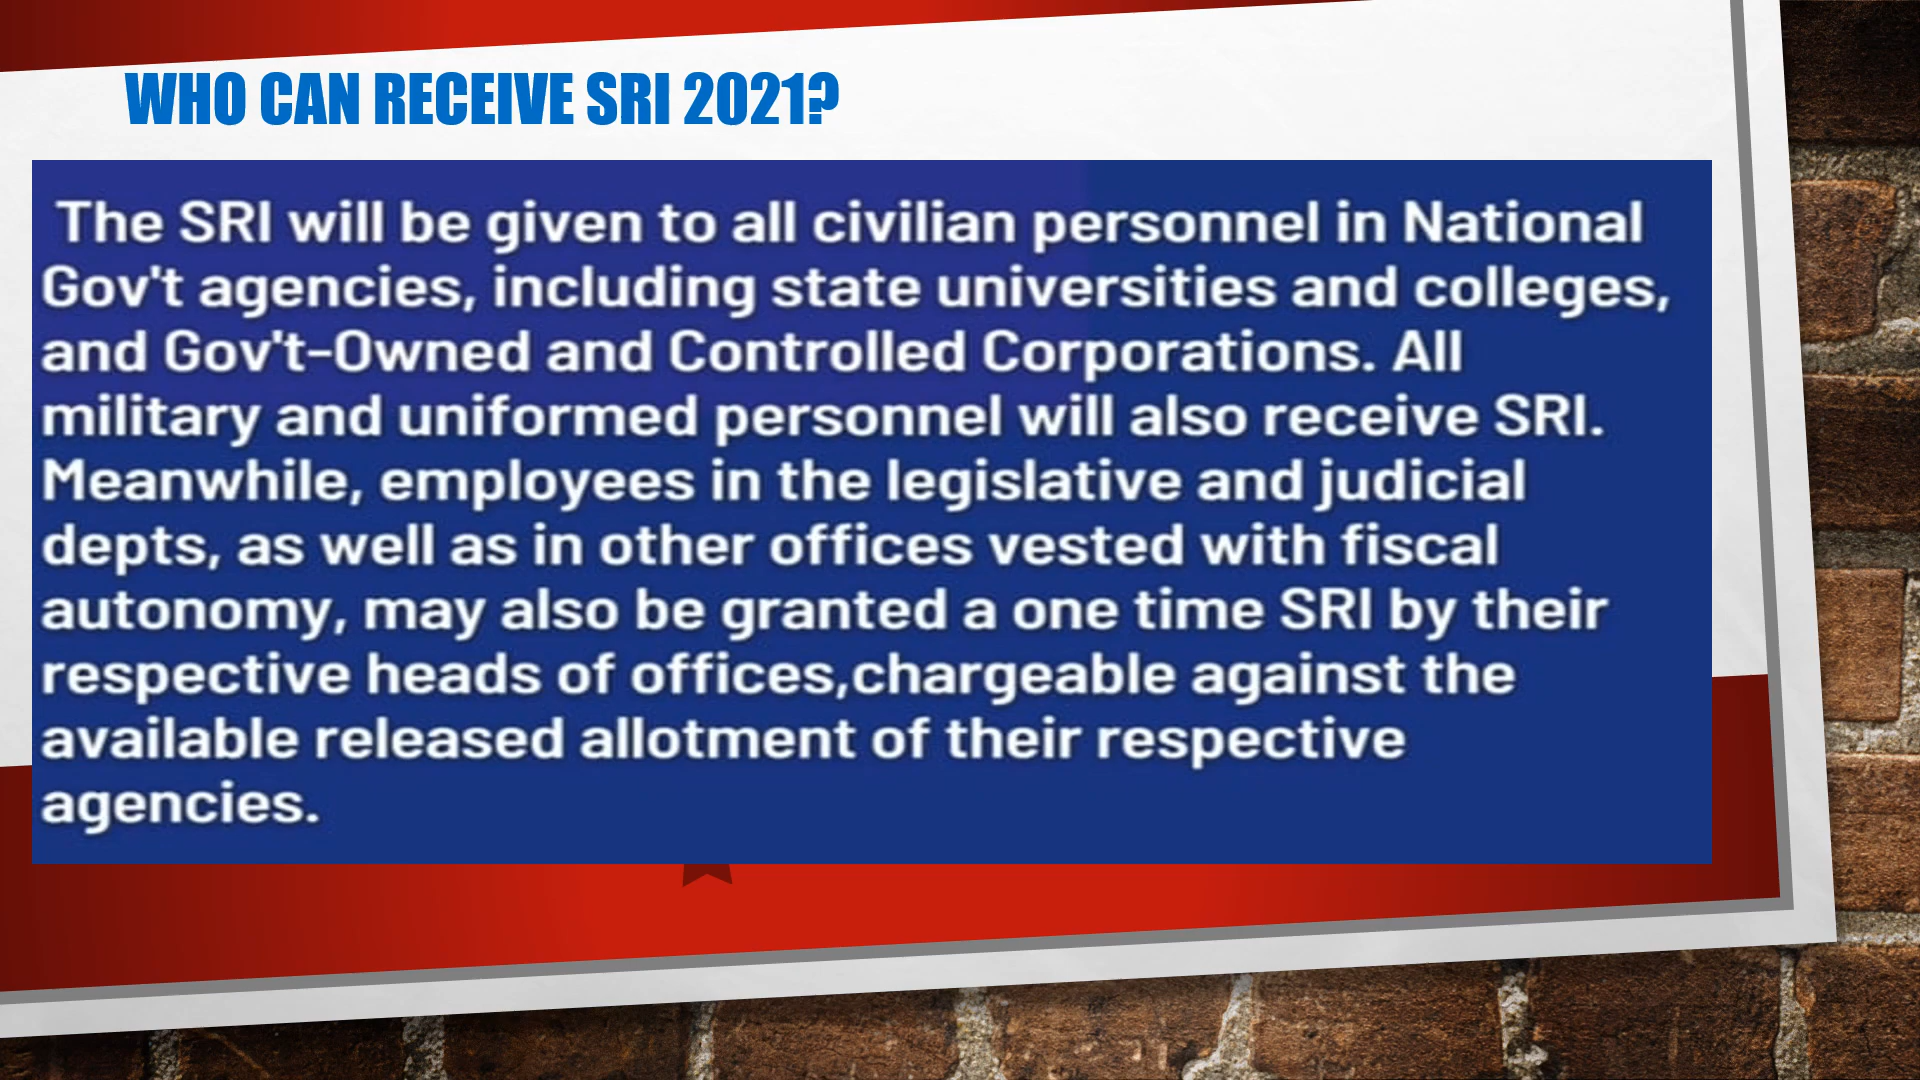 WHO CAN RECEIVE SRI 2021?
The SRI will be given to all civilian personnel in National
Gov't agencies, including state universities and colleges,
and Gov't-Owned and Controlled Corporations. All
military and uniformed personnel will also receive SRI.
Meanwhile, employees in the legislative and judicial
depts, as well as in other offices vested with fiscal
autonomy, may also be granted a one time SRI by their
respective heads of offices,chargeable against the
available released allotment of their respective
agencies.